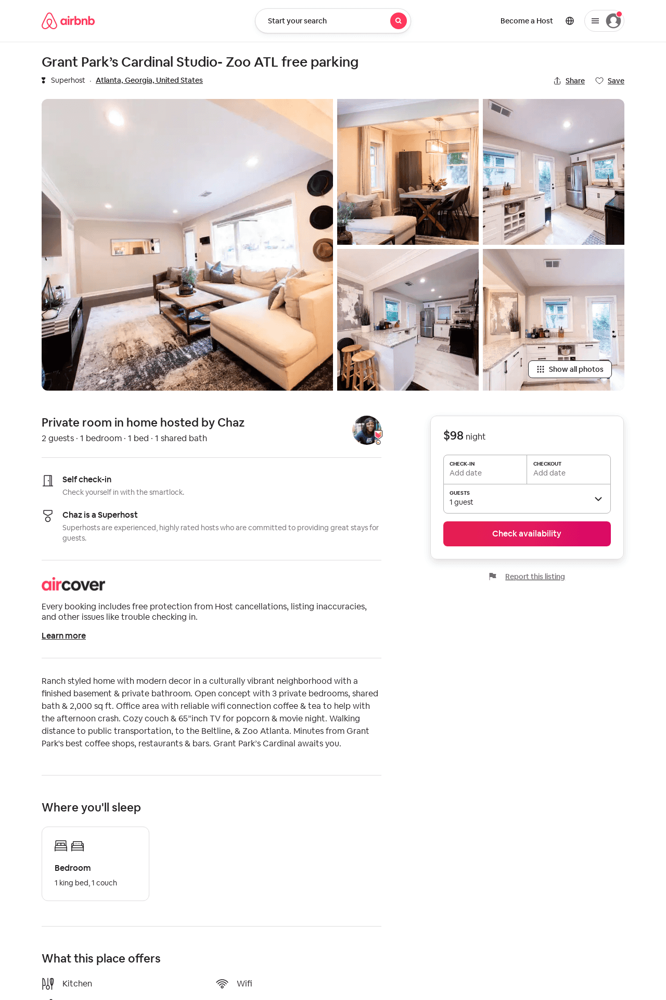 airbnb
Start your search
Become a Host
Grant Park’s Cardinal Studio- Zoo ATL free parking
Superhost · Atlanta, Georgia, United States
Share
Save
Show all photos
Private room in home hosted by Chaz
2 guests · 1 bedroom · 1 bed · 1 shared bath
ATL
Self check-in
Check yourself in with the smartlock.
Chaz is a Superhost
Superhosts are experienced, highly rated hosts who are committed to providing great stays for
guests.
$98 night
CHECK-IN
Add date
CHECKOUT
Add date
GUESTS
1 guest
Check availability
Report this listing
aircover
Every booking includes free protection from Host cancellations, listing inaccuracies,
and other issues like trouble checking in.
Learn more
Ranch styled home with modern decor in a culturally vibrant neighborhood with a
finished basement & private bathroom. Open concept with 3 private bedrooms, shared
bath & 2,000 sq ft. Office area with reliable wifi connection coffee & tea to help with
the afternoon crash. Cozy couch & 65”inch TV for popcorn & movie night. Walking
distance to public transportation, to the Beltline, & Zoo Atlanta. Minutes from Grant
Park's best coffee shops, restaurants & bars. Grant Park’s Cardinal awaits you.
Where you'll sleep
Bedroom
1 king bed, 1 couch
What this place offers
Kitchen
Wifi